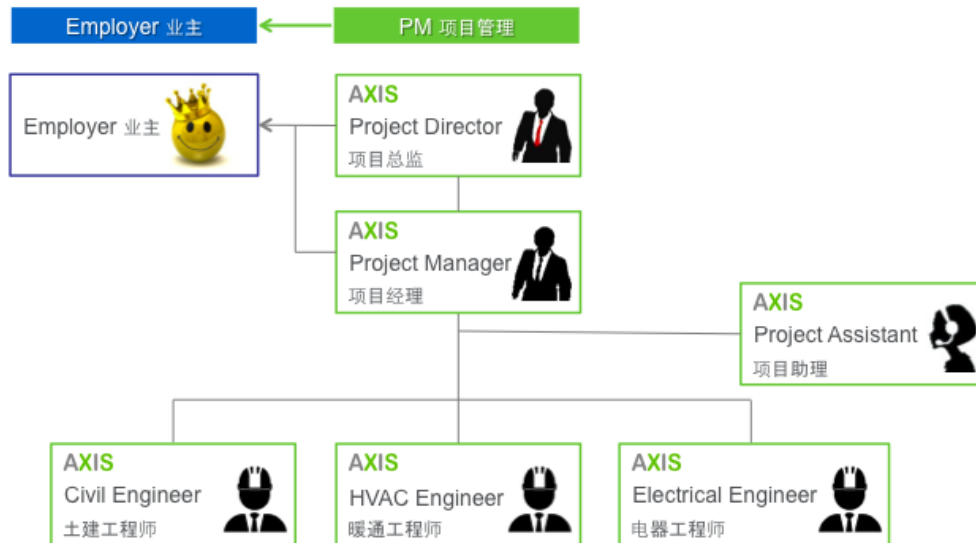 Employer 业主
PM 项目管理
Employer 业主
AXIS
Project Director
项目总监
AXIS
Project Manager
项目经理
AXIS
Project Assistant
项目助理
AXIS
Civil Engineer
土建工程师
AXIS
HVAC Engineer
暖通工程师
AXIS
Electrical Engineer
电器工程师